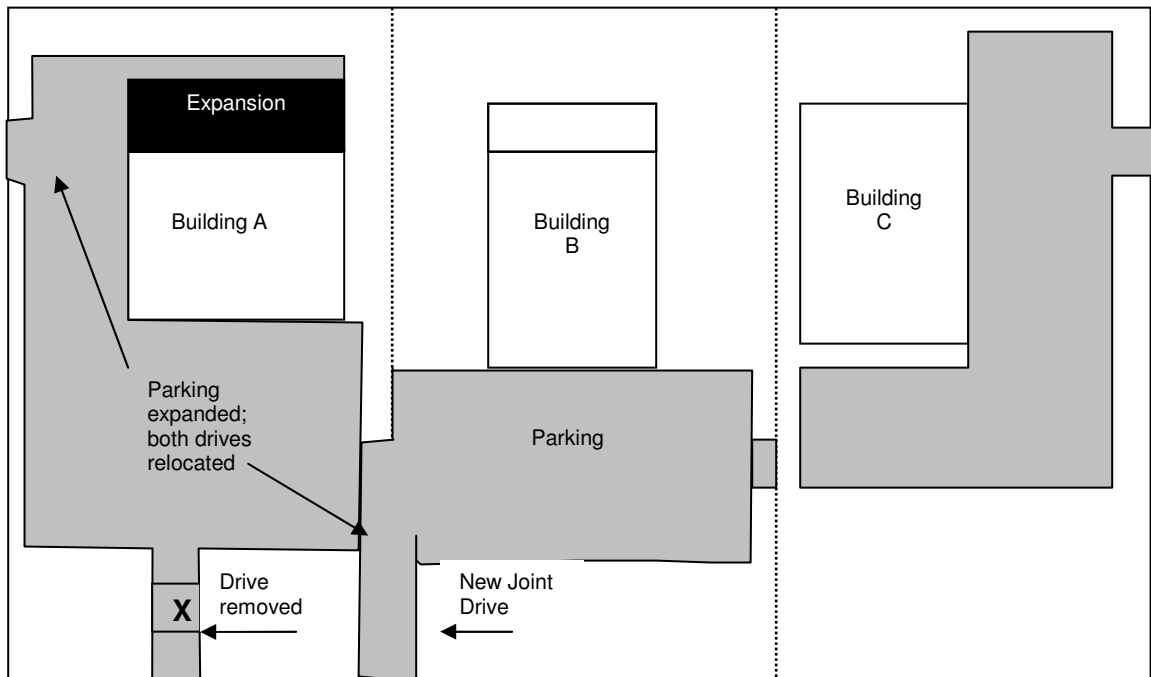 Expansion
Building A
Building
B
Building
C
Parking
expanded;
both drives
relocated
Parking
Drive
removed
X
New Joint
Drive